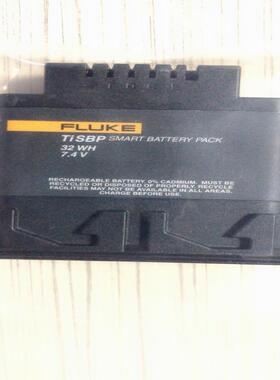 FLUKE
Ti SBP SMART BATTERY PACK
32 WH
7.4 V
RECHARGEABLE BATTERY. 0% CADMIUM. MUST BE
RECYCLED OR DISPOSED OF PROPERLY. RECYCLE
FACILITIES MAY NOT BE AVAILABLE IN ALL AREAS.
CHECK BEFORE USE.